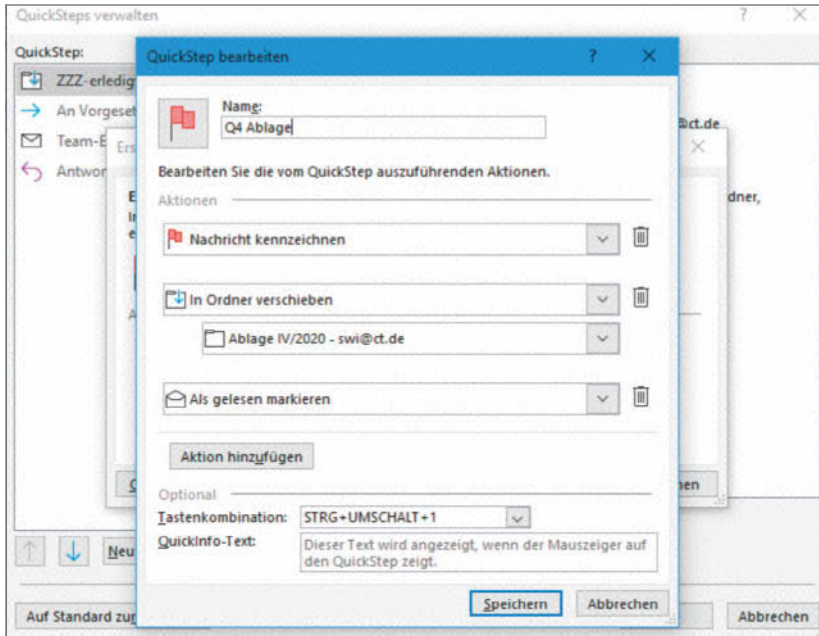 QuickSteps verwalten
QuickStep:
QuickStep bearbeiten
ZZZ-erledig
An Vorgeset
Team-E
Antwor
Ers
@ct.de
dner,
Name:
Q4 Ablage
Bearbeiten Sie die vom QuickStep auszuführenden Aktionen.
Aktionen
Nachricht kennzeichnen
In Ordner verschieben
Ablage IV/2020 - swi@ct.de
Als gelesen markieren
Aktion hinzufügen
nen
Optional
Tastenkombination: STRG+UMSCHALT+1
QuickInfo-Text: Dieser Text wird angezeigt, wenn der Mauszeiger auf
den QuickStep zeigt.
Neu
Speichern Abbrechen
Auf Standard zur
Abbrechen